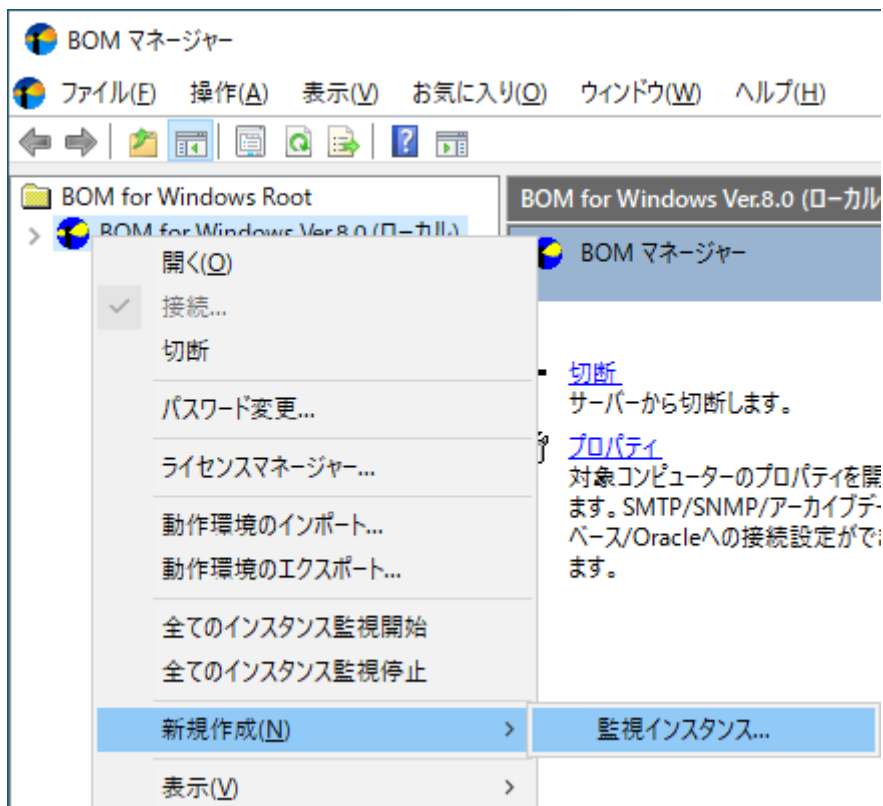 BOM マネージャー
ファイル(F) 操作(A) 表示(V) お気に入り(O) ウィンドウ(W) ヘルプ(H)
BOM for Windows Root
BOM for Windows Ver.8.0 (ローカル)
開く(O)
接続...
切断
パスワード変更...
ライセンスマネージャー...
動作環境のインポート...
動作環境のエクスポート...
全てのインスタンス監視開始
全てのインスタンス監視停止
新規作成(N)
監視インスタンス...
表示(V)
BOM for Windows Ver.8.0 (ローカル
BOM マネージャー
切断
サーバーから切断します。
プロパティ
対象コンピューターのプロパティを開
ます。SMTP/SNMP/アーカイブデー
ベース/Oracleへの接続設定ができ
ます。